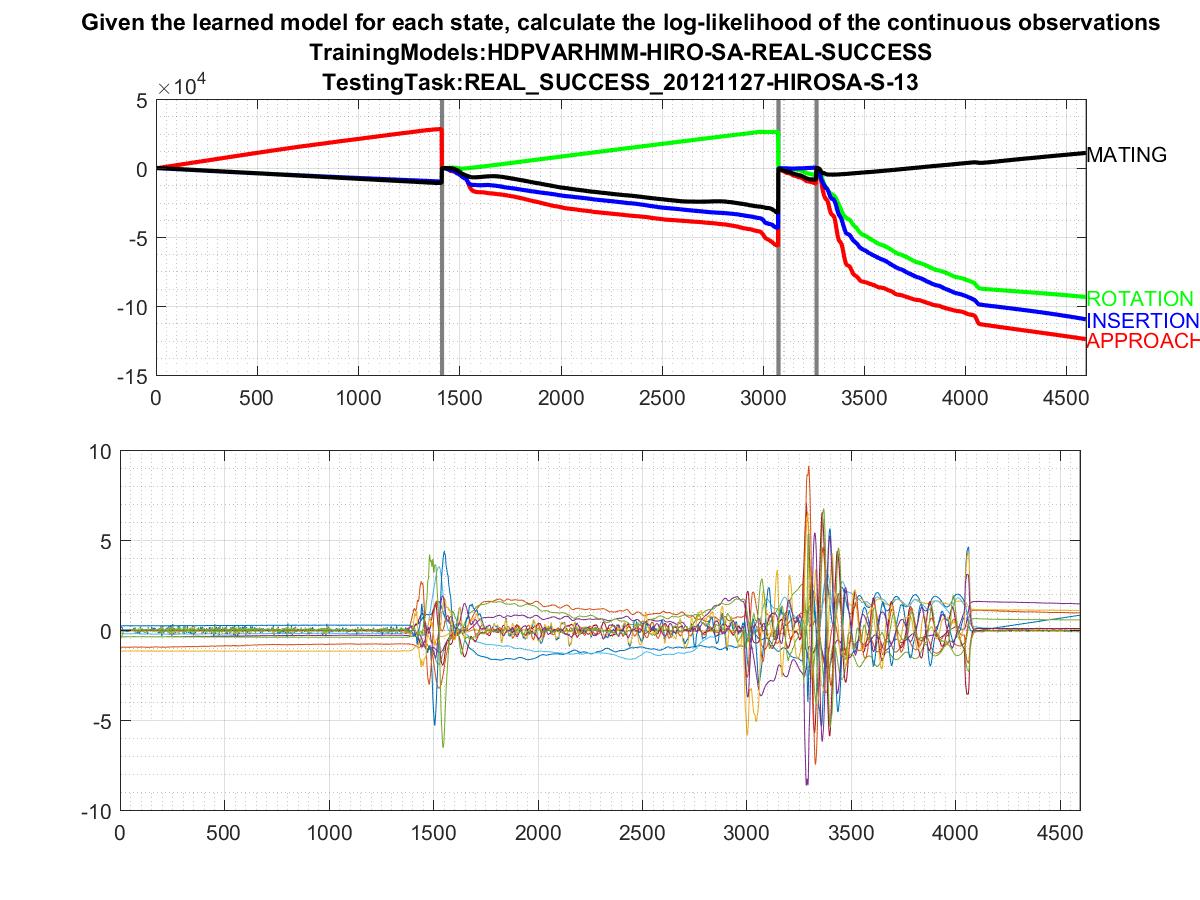 Given the learned model for each state, calculate the log-likelihood of the continuous observations
TrainingModels:HDPVARHMM-HIRO-SA-REAL-SUCCESS
TestingTask:REAL_SUCCESS_20121127-HIROSA-S-13
×10^4
5
0
-5
-10
-15
0 500 1000 1500 2000 2500 3000 3500 4000 4500
MATING
ROTATION
INSERTION
APPROACH
10
5
0
-5
-10
0 500 1000 1500 2000 2500 3000 3500 4000 4500